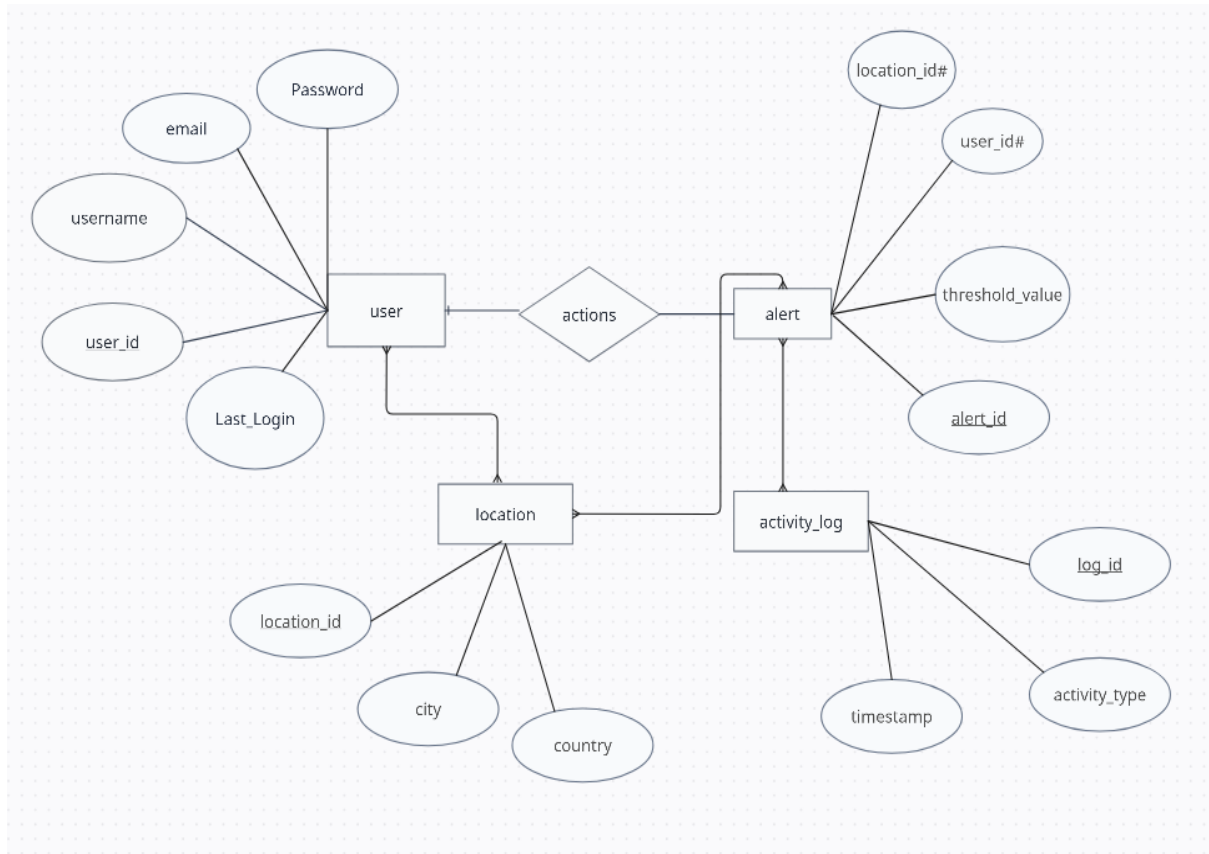 location_id#
Password
email
user_id#
username
threshold_value
user
actions
alert
user_id
Last_Login
alert_id
location
activity_log
log_id
location_id
activity_type
city
timestamp
country